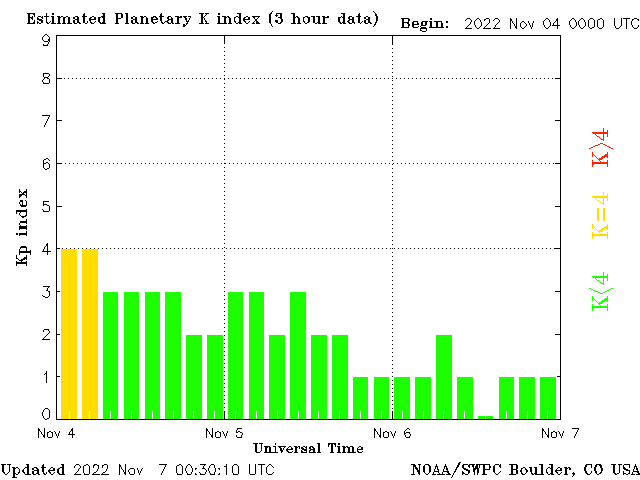 Estimated Planetary K index (3 hour data)
Begin: 2022 Nov 04 0000 UTC
9
8
7
6
5
4
3
2
1
0
Kp index
K>4
K=4
K<4
Nov 4
Nov 5
Nov 6
Nov 7
Universal Time
Updated 2022 Nov 7 00:30:10 UTC
NOAA/SWPC Boulder, CO USA